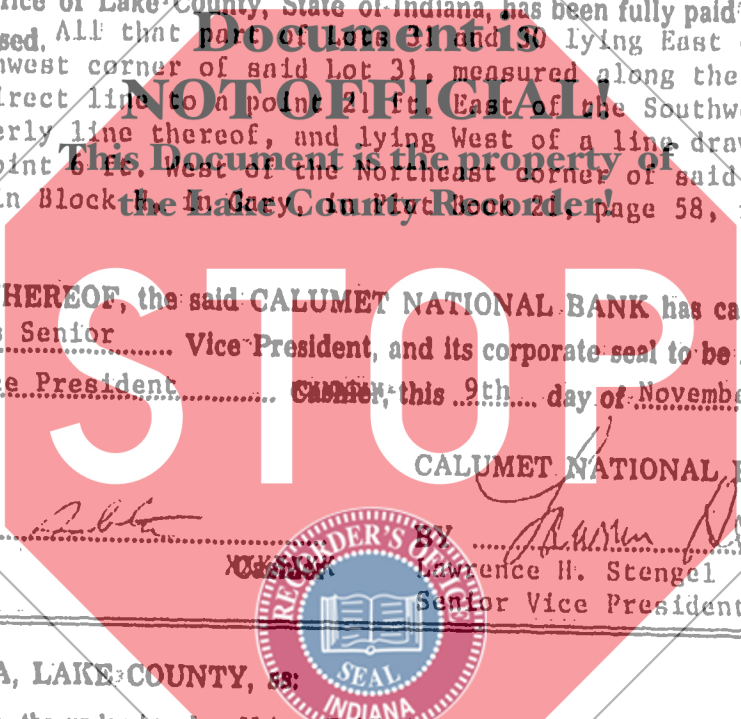 ice of Lake County, State of Indiana, has been fully paid
sed. All that part of Lots 31 and 30 lying East
Document is
hwest corner of said Lot 31, measured along the
NOT OFFICIAL!
irect line to a point 21 ft. East of the Southwe
erly line thereof, and lying West of a line draw
This Document is the property of
oint 6 ft. West of the Northeast corner of said
the Lake County Recorder!
in Block in Gary, in Plat Book 21, page 58,
STOP
HEREOF, the said CALUMET NATIONAL BANK has ca
s Senior Vice President, and its corporate seal to be
ce President Cashier, this 9th day of Novembe
CALUMET NATIONAL
BY
Cashier
Lawrence H. Stengel
Senior Vice President
RECORDER'S OFFICE
SEAL
INDIANA
A, LAKE COUNTY, ss: